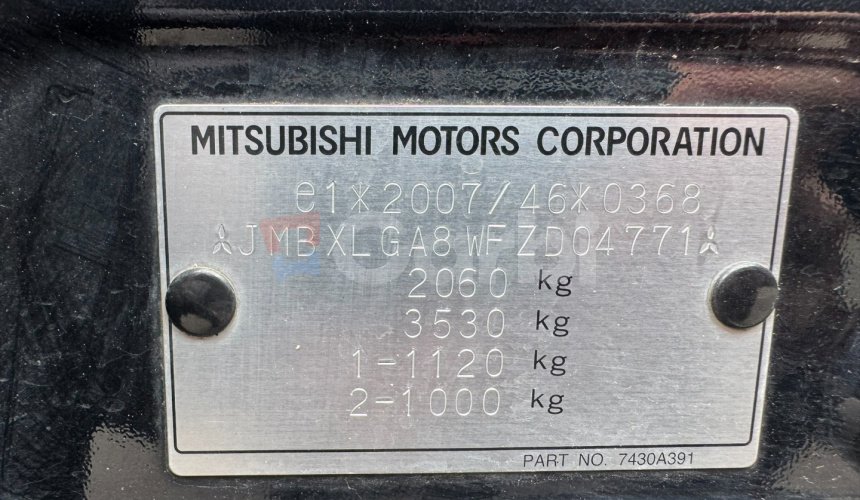 MITSUBISHI MOTORS CORPORATION
e1*2007/46*0368
JMBXLGA8WFZD04771
2060 kg
3530 kg
1-1120 kg
2-1000 kg
PART NO. 7430A391